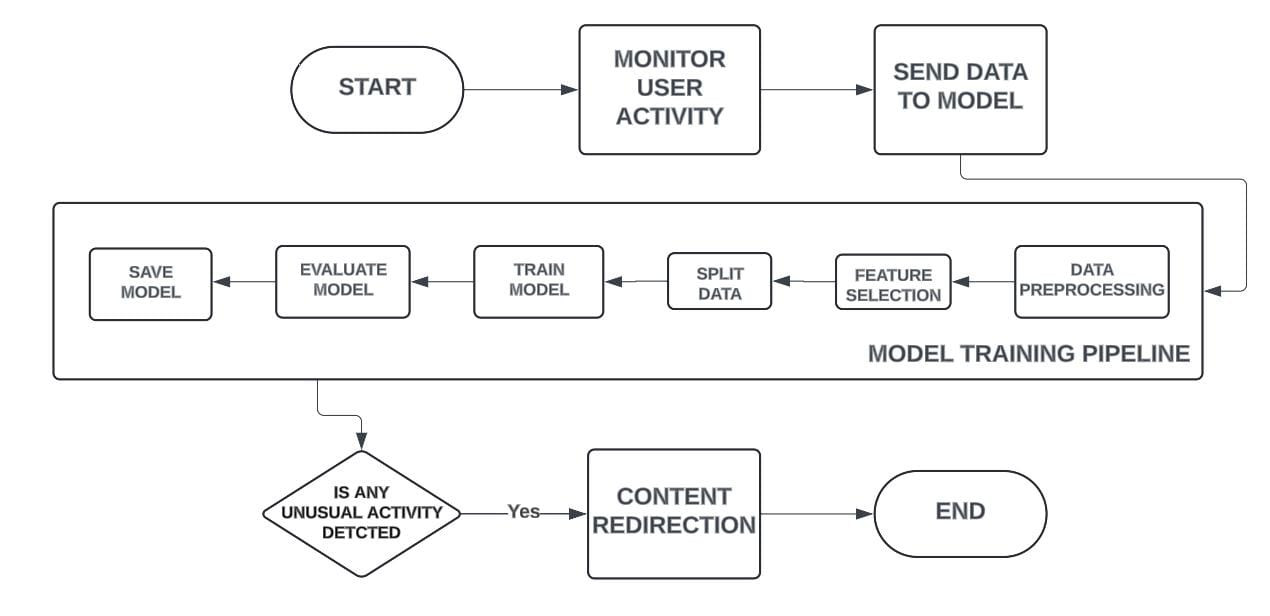 START
MONITOR
USER
ACTIVITY
SEND DATA
TO MODEL
SAVE
MODEL
EVALUATE
MODEL
TRAIN
MODEL
SPLIT
DATA
FEATURE
SELECTION
DATA
PREPROCESSING
MODEL TRAINING PIPELINE
IS ANY
UNUSUAL ACTIVITY
DETCTED
Yes
CONTENT
REDIRECTION
END